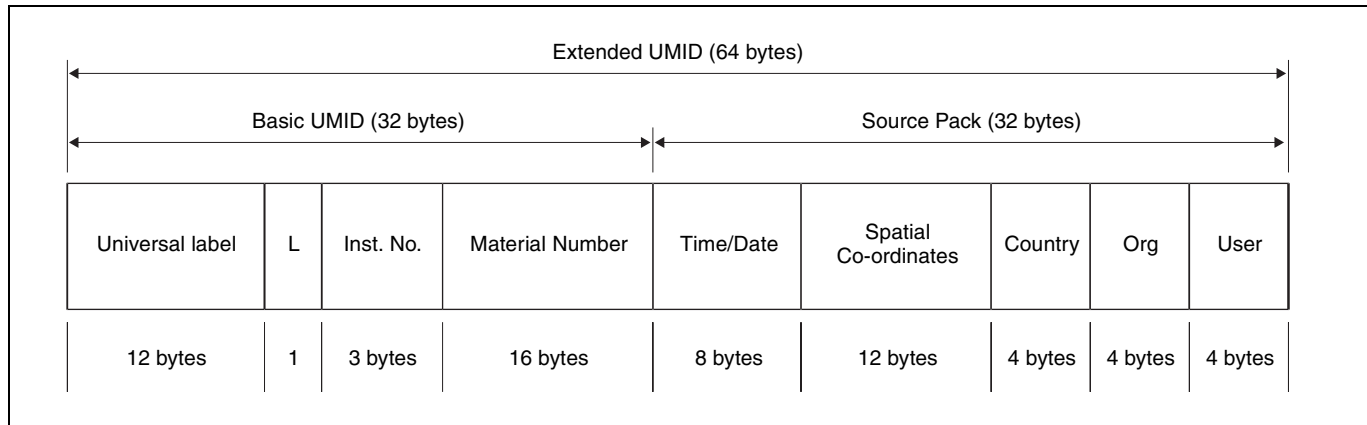 Extended UMID (64 bytes)
Basic UMID (32 bytes) Source Pack (32 bytes)
Universal label L Inst. No. Material Number Time/Date Spatial Co-ordinates Country Org User
12 bytes 1 3 bytes 16 bytes 8 bytes 12 bytes 4 bytes 4 bytes 4 bytes